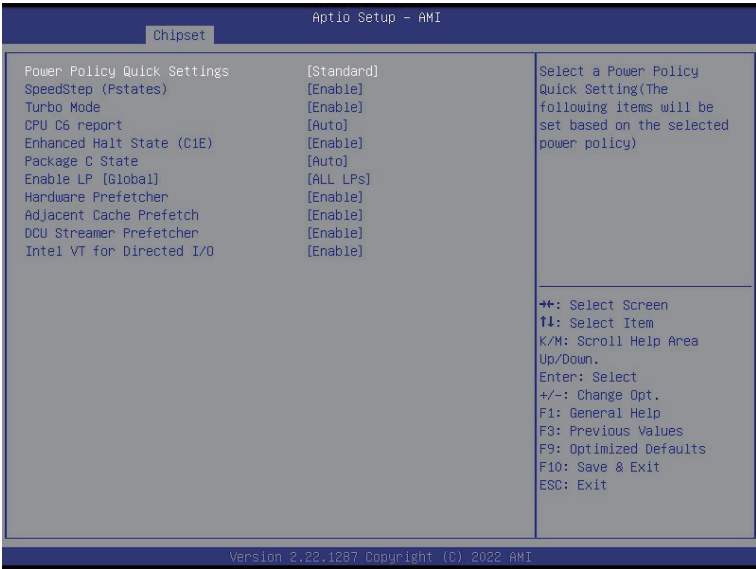 Aptio Setup – AMI
Chipset
Power Policy Quick Settings [Standard]
SpeedStep (Pstates) [Enable]
Turbo Mode [Enable]
CPU C6 report [Auto]
Enhanced Halt State (C1E) [Enable]
Package C State [Auto]
Enable LP [Global] [ALL LPs]
Hardware Prefetcher [Enable]
Adjacent Cache Prefetch [Enable]
DCU Streamer Prefetcher [Enable]
Intel VT for Directed I/O [Enable]
Select a Power Policy
Quick Setting(The
following items will be
set based on the selected
power policy)
→←: Select Screen
↑↓: Select Item
K/M: Scroll Help Area
Up/Down.
Enter: Select
+/-: Change Opt.
F1: General Help
F3: Previous Values
F9: Optimized Defaults
F10: Save & Exit
ESC: Exit
Version 2.22.1287 Copyright (C) 2022 AMI